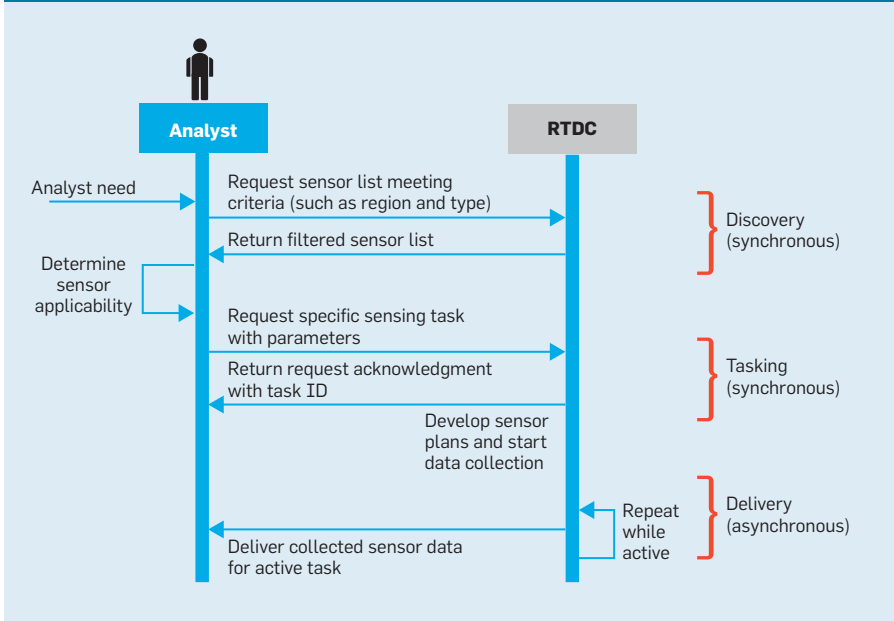 Analyst
RTDC
Analyst need
Request sensor list meeting
criteria (such as region and type)
Return filtered sensor list
Discovery
(synchronous)
Determine
sensor
applicability
Request specific sensing task
with parameters
Return request acknowledgment
with task ID
Tasking
(synchronous)
Develop sensor
plans and start
data collection
Repeat
while
active
Delivery
(asynchronous)
Deliver collected sensor data
for active task